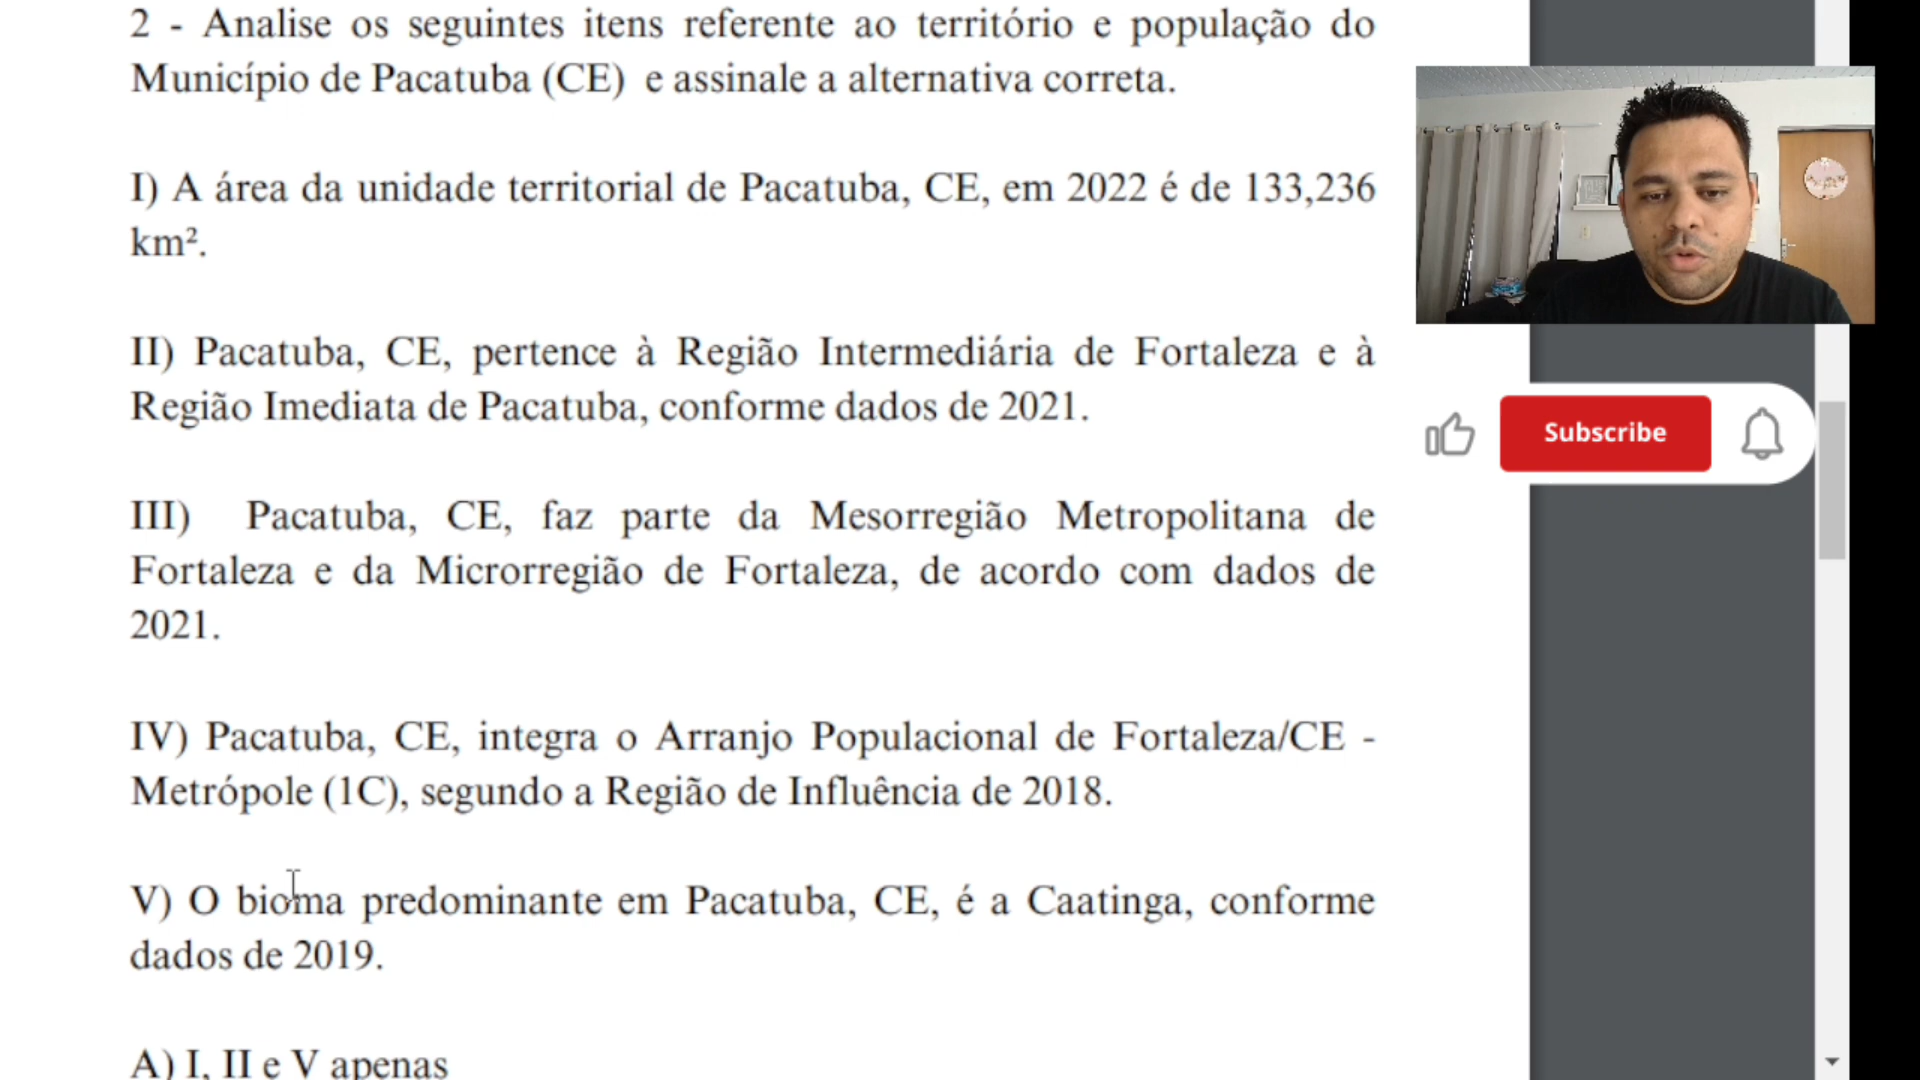 2 - Analise os seguintes itens referente ao território e população do
Município de Pacatuba (CE) e assinale a alternativa correta.
I) A área da unidade territorial de Pacatuba, CE, em 2022 é de 133,236
km².
II) Pacatuba, CE, pertence à Região Intermediária de Fortaleza e à
Região Imediata de Pacatuba, conforme dados de 2021.
Subscribe
III) Pacatuba, CE, faz parte da Mesorregião Metropolitana de
Fortaleza e da Microrregião de Fortaleza, de acordo com dados de
2021.
IV) Pacatuba, CE, integra o Arranjo Populacional de Fortaleza/CE -
Metrópole (1C), segundo a Região de Influência de 2018.
V) O bioma predominante em Pacatuba, CE, é a Caatinga, conforme
dados de 2019.
A) I, II e V apenas